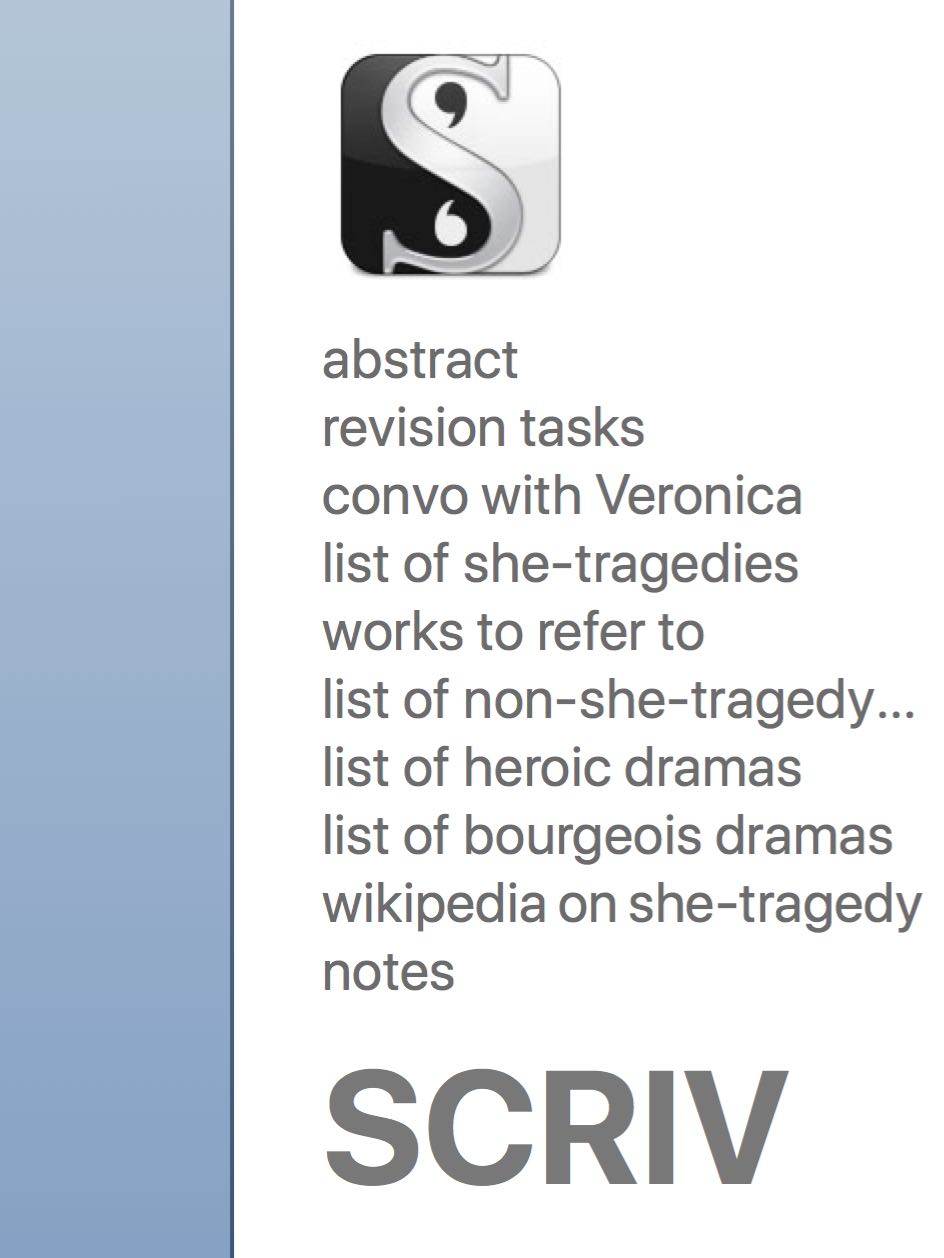 abstract
revision tasks
convo with Veronica
list of she-tragedies
works to refer to
list of non-she-tragedy...
list of heroic dramas
list of bourgeois dramas
wikipedia on she-tragedy
notes
SCRIV